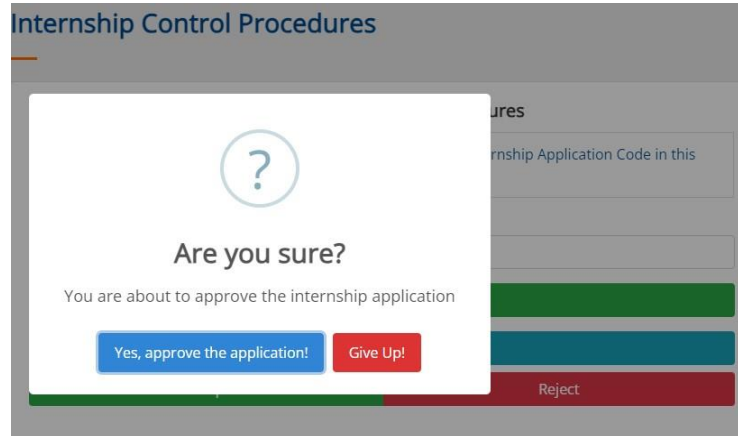 Internship Control Procedures
ures
rnship Application Code in this
?
Are you sure?
You are about to approve the internship application
Yes, approve the application! Give Up!
Reject